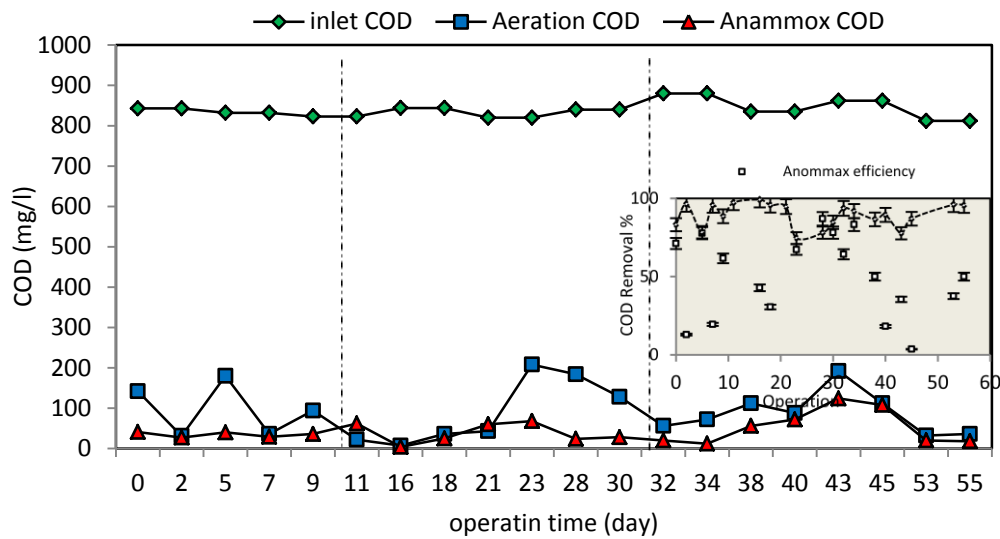 inlet COD Aeration COD Anammox COD
1000
900
800
700
600
500
400
300
200
100
0
COD (mg/l)
0 2 5 7 9 11 16 18 21 23 28 30 32 34 38 40 43 45 53 55
operatin time (day)
Anommax efficiency
COD Removal %
100
50
0
0 10 20 30 40 50 60
Operation